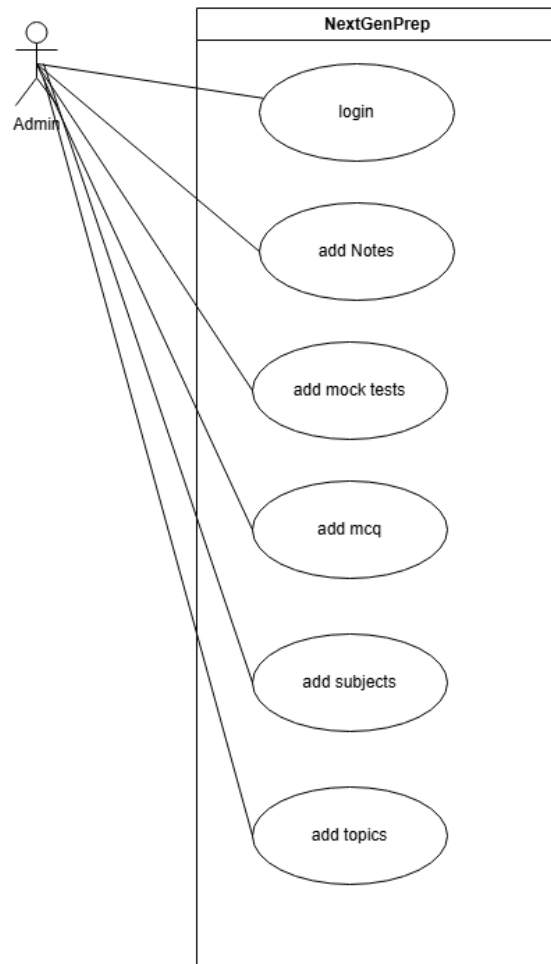 NextGenPrep
Admin
login
add Notes
add mock tests
add mcq
add subjects
add topics